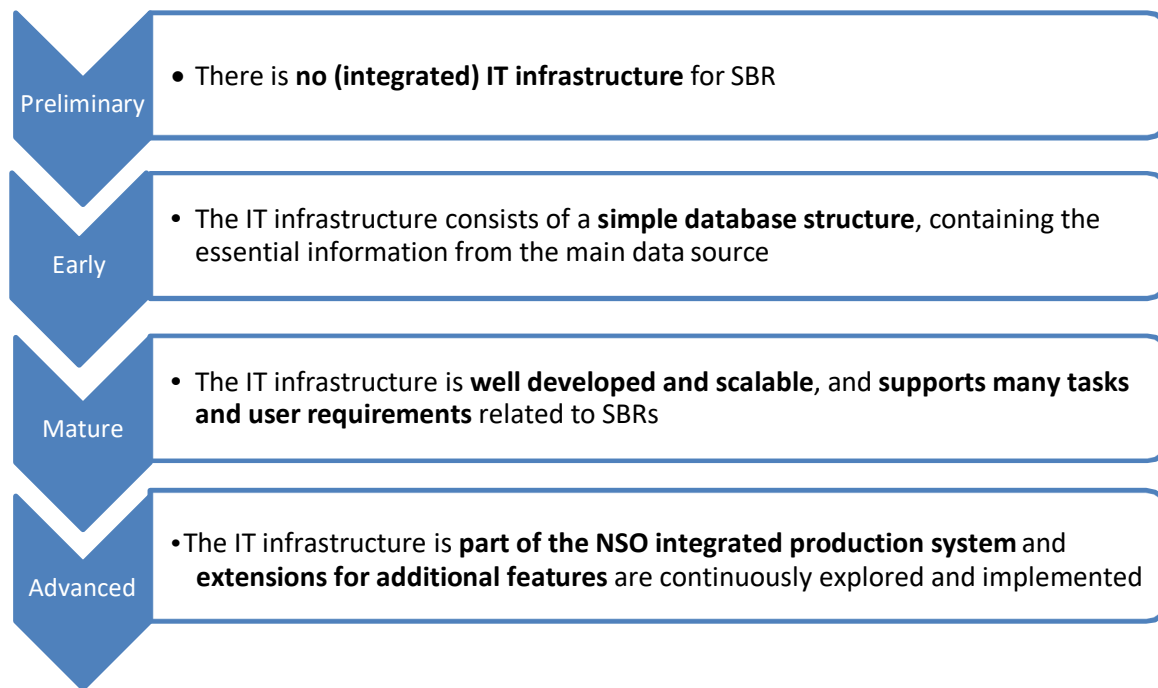 Preliminary
• There is no (integrated) IT infrastructure for SBR
Early
• The IT infrastructure consists of a simple database structure, containing the
essential information from the main data source
Mature
• The IT infrastructure is well developed and scalable, and supports many tasks
and user requirements related to SBRs
Advanced
•The IT infrastructure is part of the NSO integrated production system and
extensions for additional features are continuously explored and implemented